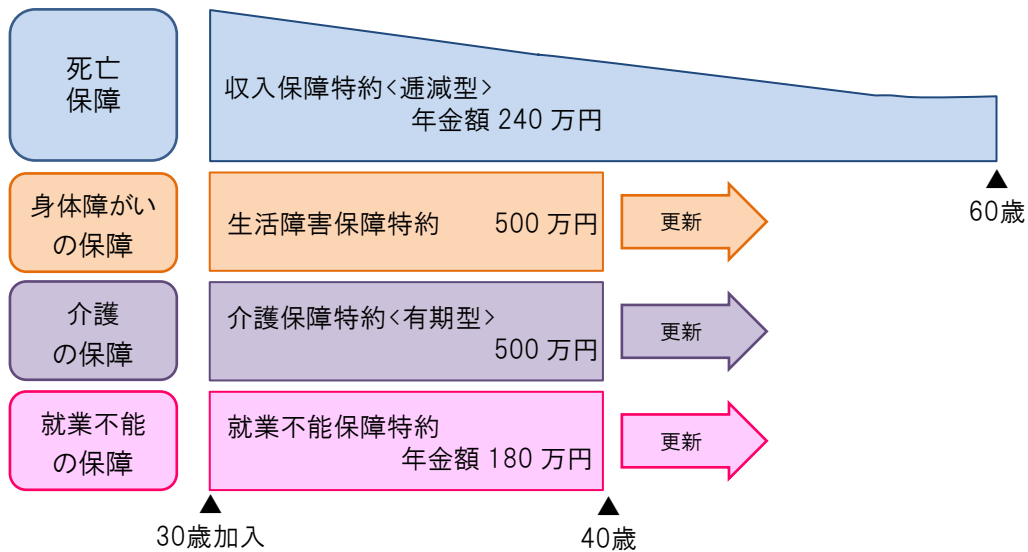 死亡
保障
収入保障特約<逓減型>
年金額 240 万円
60歳
身体障がい
の保障
生活障害保障特約 500 万円
更新
介護
の保障
介護保障特約<有期型>
500 万円
更新
就業不能
の保障
就業不能保障特約
年金額 180 万円
更新
30歳加入
40歳